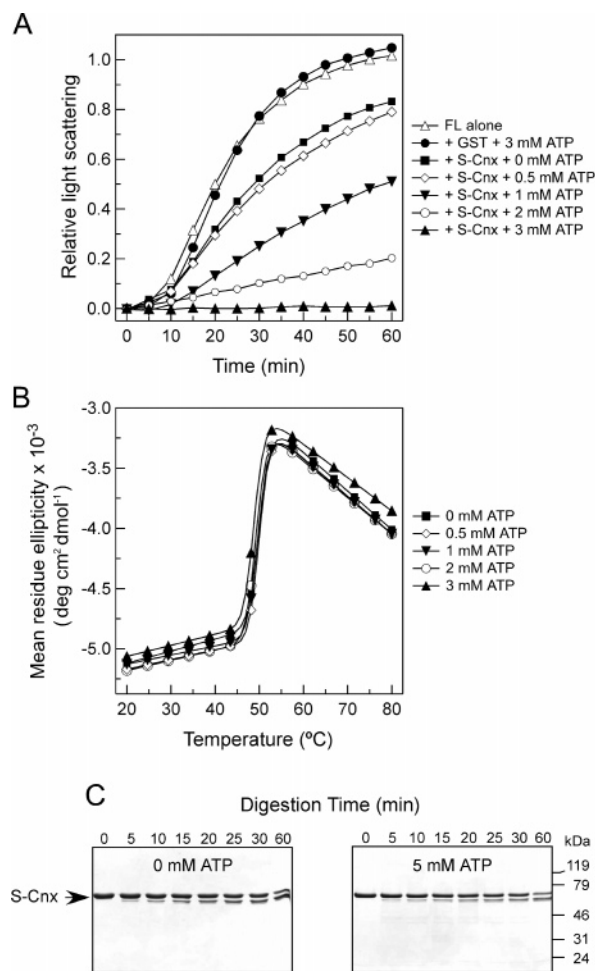 A
Relative light scattering
1.0
0.8
0.6
0.4
0.2
0.0
0 10 20 30 40 50 60
Time (min)
FL alone
+ GST + 3 mM ATP
+ S-Cnx + 0 mM ATP
+ S-Cnx + 0.5 mM ATP
+ S-Cnx + 1 mM ATP
+ S-Cnx + 2 mM ATP
+ S-Cnx + 3 mM ATP
B
Mean residue ellipticity x 10⁻³
(deg cm² dmol⁻¹)
-3.0
-3.5
-4.0
-4.5
-5.0
20 30 40 50 60 70 80
Temperature (ºC)
0 mM ATP
0.5 mM ATP
1 mM ATP
2 mM ATP
3 mM ATP
C
Digestion Time (min)
0 5 10 15 20 25 30 60
0 mM ATP
S-Cnx
0 5 10 15 20 25 30 60
5 mM ATP
kDa
119
79
46
31
24